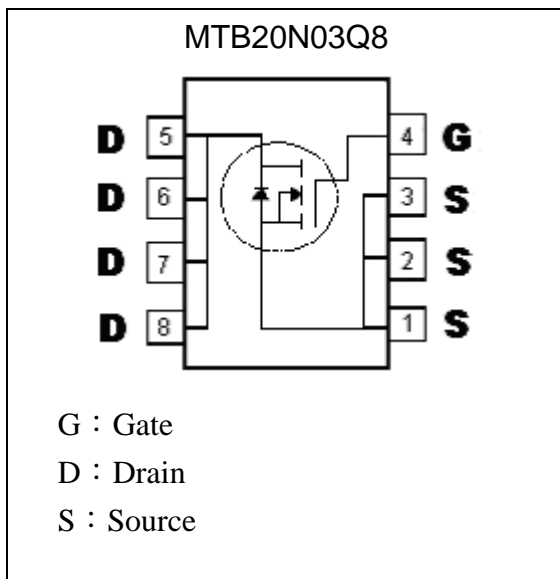 MTB20N03Q8
D 5 4 G
D 6 3 S
D 7 2 S
D 8 1 S
G：Gate
D：Drain
S：Source